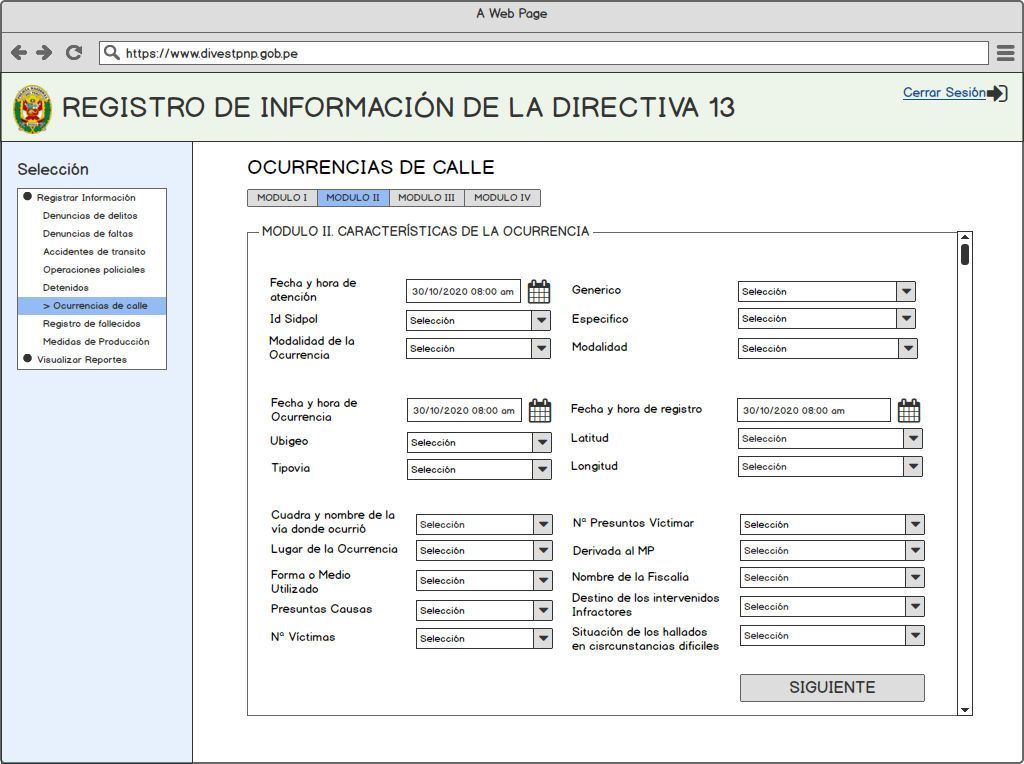 A Web Page
https://www.divestpnp.gob.pe
REGISTRO DE INFORMACIÓN DE LA DIRECTIVA 13
Cerrar Sesión
Selección
Registrar Información
Denuncias de delitos
Denuncias de faltas
Accidentes de transito
Operaciones policiales
Detenidos
> Ocurrencias de calle
Registro de fallecidos
Medidas de Producción
Visualizar Reportes
OCURRENCIAS DE CALLE
MODULO I MODULO II MODULO III MODULO IV
MODULO II. CARACTERÍSTICAS DE LA OCURRENCIA
Fecha y hora de
atención
30/10/2020 08:00 am
Generico
Selección
Id Sidpol
Selección
Especifico
Selección
Modalidad de la
Ocurrencia
Selección
Modalidad
Selección
Fecha y hora de
Ocurrencia
30/10/2020 08:00 am
Fecha y hora de registro
30/10/2020 08:00 am
Ubigeo
Selección
Latitud
Selección
Tipovia
Selección
Longitud
Selección
Cuadra y nombre de la
vía donde ocurrió
Selección
Nª Presuntos Víctimar
Selección
Lugar de la Ocurrencia
Selección
Derivada al MP
Selección
Forma o Medio
Utilizado
Selección
Nombre de la Fiscalía
Selección
Presuntas Causas
Selección
Destino de los intervenidos
Infractores
Selección
Nª Víctimas
Selección
Situación de los hallados
en cisrcunstancias dificiles
Selección
SIGUIENTE